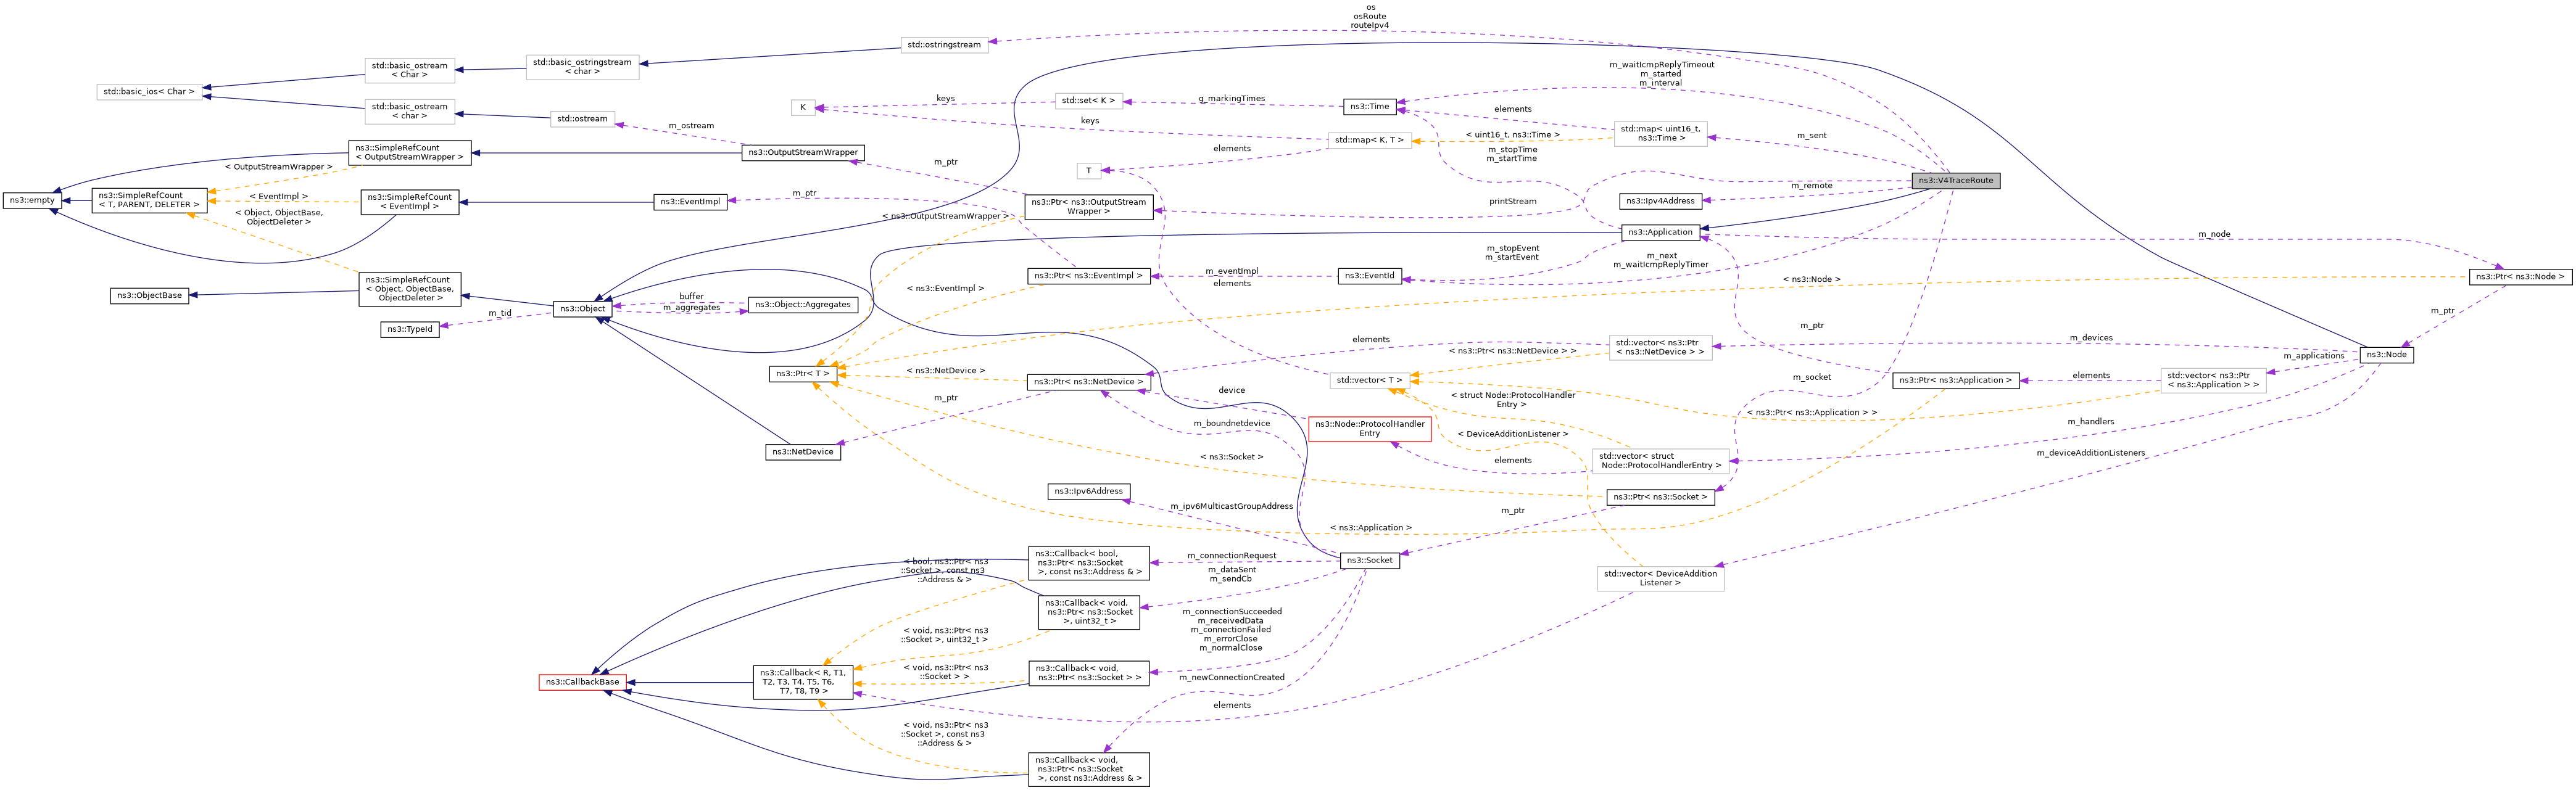 os
osRoute
routeIpv4
std::ostringstream
std::basic_ostringstream
< char >
std::basic_ostream
< Char >
std::basic_ios< Char >
std::basic_ostream
< char >
std::ostream
m_ostream
K
keys
std::set< K >
g_markingTimes
ns3::Time
m_waitIcmpReplyTimeout
m_started
m_interval
elements
std::map< uint16_t,
ns3::Time >
m_sent
keys
std::map< K, T >
< uint16_t, ns3::Time >
elements
T
m_stopTime
m_startTime
ns3::SimpleRefCount
< OutputStreamWrapper >
ns3::OutputStreamWrapper
m_ptr
< OutputStreamWrapper >
ns3::V4TraceRoute
m_remote
ns3::Ipv4Address
printStream
ns3::empty
ns3::SimpleRefCount
< T, PARENT, DELETER >
< EventImpl >
ns3::SimpleRefCount
< EventImpl >
ns3::EventImpl
m_ptr
ns3::Ptr< ns3::OutputStream
Wrapper >
< ns3::OutputStreamWrapper >
< Object, ObjectBase,
ObjectDeleter >
ns3::Application
m_node
m_stopEvent
m_startEvent
m_next
m_waitIcmpReplyTimer
ns3::Ptr< ns3::EventImpl >
m_eventImpl
elements
ns3::EventId
ns3::Ptr< ns3::Node >
< ns3::Node >
< ns3::EventImpl >
ns3::ObjectBase
ns3::SimpleRefCount
< Object, ObjectBase,
ObjectDeleter >
ns3::Object
buffer
m_aggregates
ns3::Object::Aggregates
m_tid
ns3::TypeId
m_ptr
m_ptr
elements
std::vector< ns3::Ptr
< ns3::NetDevice > >
m_devices
< ns3::Ptr< ns3::NetDevice > >
ns3::Node
m_applications
ns3::Ptr< T >
< ns3::NetDevice >
ns3::Ptr< ns3::NetDevice >
std::vector< T >
m_socket
ns3::Ptr< ns3::Application >
elements
std::vector< ns3::Ptr
< ns3::Application > >
m_ptr
device
< struct Node::ProtocolHandler
Entry >
< ns3::Ptr< ns3::Application > >
m_boundnetdevice
ns3::Node::ProtocolHandler
Entry
< DeviceAdditionListener >
m_handlers
ns3::NetDevice
< ns3::Socket >
elements
std::vector< struct
Node::ProtocolHandlerEntry >
m_deviceAdditionListeners
ns3::Ipv6Address
m_ipv6MulticastGroupAddress
ns3::Ptr< ns3::Socket >
m_ptr
< ns3::Application >
ns3::Callback< bool,
ns3::Ptr< ns3::Socket
>, const ns3::Address & >
m_connectionRequest
ns3::Socket
< bool, ns3::Ptr< ns3
::Socket >, const ns3
::Address & >
m_dataSent
m_sendCb
std::vector< DeviceAddition
Listener >
ns3::Callback< void,
ns3::Ptr< ns3::Socket
>, uint32_t >
m_connectionSucceeded
m_receivedData
m_connectionFailed
m_errorClose
m_normalClose
< void, ns3::Ptr< ns3
::Socket >, uint32_t >
ns3::CallbackBase
ns3::Callback< R, T1,
T2, T3, T4, T5, T6,
T7, T8, T9 >
< void, ns3::Ptr< ns3
::Socket > >
ns3::Callback< void,
ns3::Ptr< ns3::Socket > >
m_newConnectionCreated
elements
< void, ns3::Ptr< ns3
::Socket >, const ns3
::Address & >
ns3::Callback< void,
ns3::Ptr< ns3::Socket
>, const ns3::Address & >